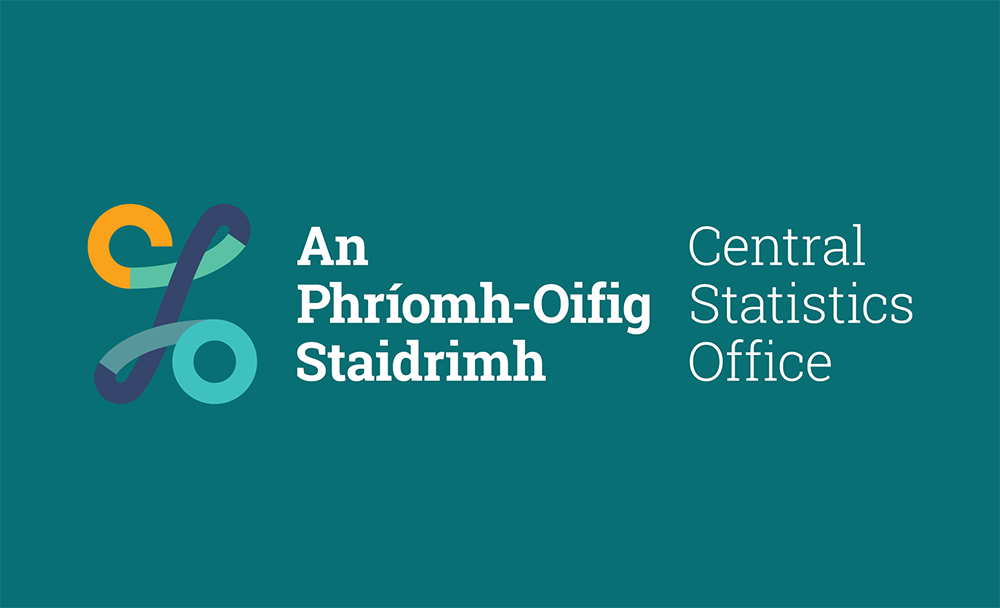 An
Phríomh-Oifig
Staidrimh
Central
Statistics
Office